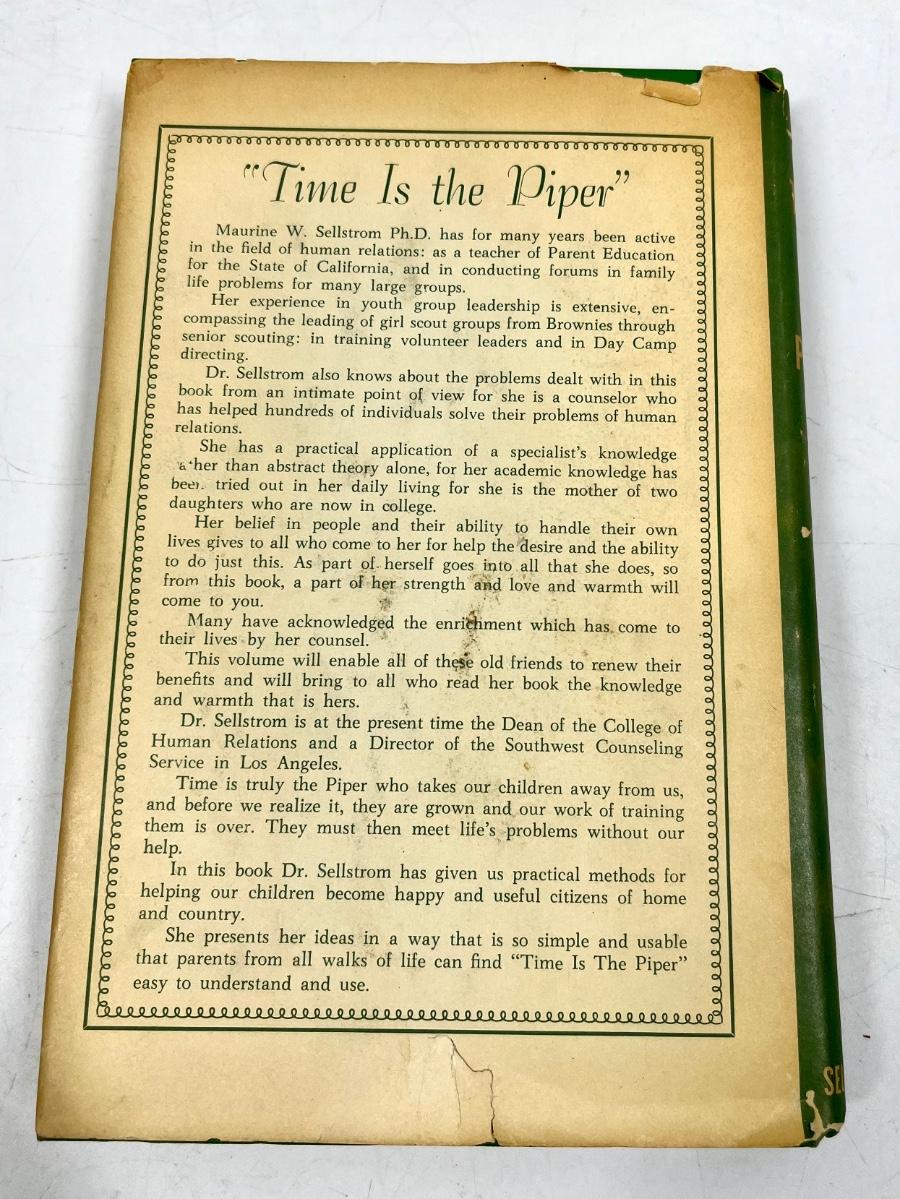 "Time Is the Piper"
Maurine W. Sellstrom Ph.D. has for many years been active
in the field of human relations: as a teacher of Parent Education
for the State of California, and in conducting forums in family
life problems for many large groups.
Her experience in youth group leadership is extensive, en-
compassing the leading of girl scout groups from Brownies through
senior scouting: in training volunteer leaders and in Day Camp
directing.
Dr. Sellstrom also knows about the problems dealt with in this
book from an intimate point of view for she is a counselor who
has helped hundreds of individuals solve their problems of human
relations.
She has a practical application of a specialist's knowledge
than abstract theory alone, for her academic knowledge has
been tried out in her daily living for she is the mother of two
daughters who are now in college.
Her belief in people and their ability to handle their own
lives gives to all who come to her for help the desire and the ability
to do just this. As part of herself goes into all that she does, so
from this book, a part of her strength and love and warmth will
come to you.
Many have acknowledged the enrichment which has come to
their lives by her counsel.
This volume will enable all of these old friends to renew their
benefits and will bring to all who read her book the knowledge
and warmth that is hers.
Dr. Sellstrom is at the present time the Dean of the College of
Human Relations and a Director of the Southwest Counseling
Service in Los Angeles.
Time is truly the Piper who takes our children away from us,
and before we realize it, they are grown and our work of training
them is over. They must then meet life's problems without our
help.
In this book Dr. Sellstrom has given us practical methods for
helping our children become happy and useful citizens of home
and country.
She presents her ideas in a way that is so simple and usable
that parents from all walks of life can find "Time Is The Piper"
easy to understand and use.